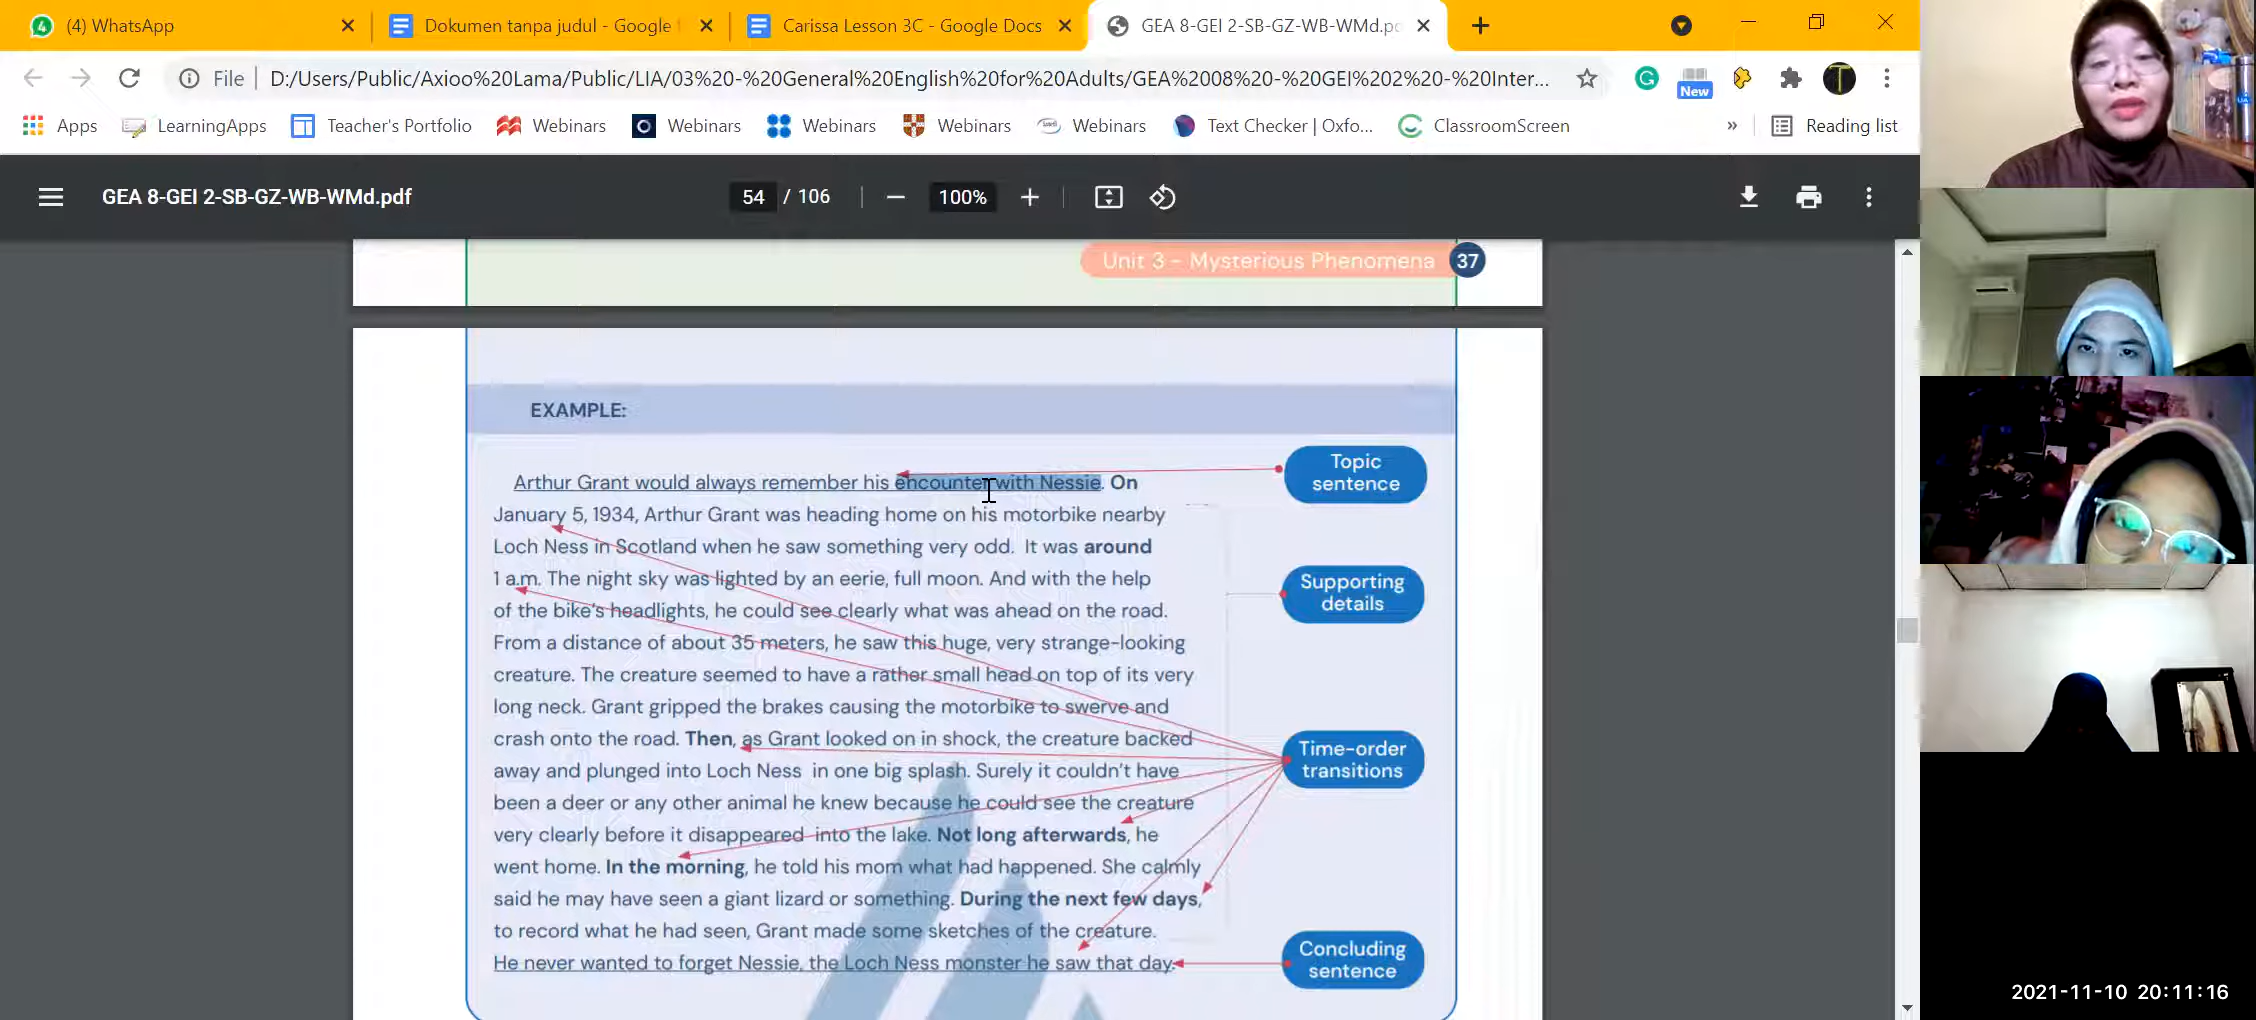 (4) WhatsApp
Dokumen tanpa judul - Google
Carissa Lesson 3C - Google Docs
GEA 8-GEI 2-SB-GZ-WB-WMd.pd
File
D:/Users/Public/Axioo%20Lama/Public/LIA/03%20-%20General%20English%20for%20Adults/GEA%2008%20-%20GEI%202%20-%20Inter...
New
Apps
LearningApps
Teacher's Portfolio
Webinars
Webinars
Webinars
Webinars
Webinars
Text Checker | Oxfo...
ClassroomScreen
»
Reading list
GEA 8-GEI 2-SB-GZ-WB-WMd.pdf
54 / 106
100%
Unit 3 - Mysterious Phenomena 37
EXAMPLE:
Arthur Grant would always remember his encounter with Nessie. On
January 5, 1934, Arthur Grant was heading home on his motorbike nearby
Loch Ness in Scotland when he saw something very odd. It was around
1 a.m. The night sky was lighted by an eerie, full moon. And with the help
of the bike's headlights, he could see clearly what was ahead on the road.
From a distance of about 35 meters, he saw this huge, very strange-looking
creature. The creature seemed to have a rather small head on top of its very
long neck. Grant gripped the brakes causing the motorbike to swerve and
crash onto the road. Then, as Grant looked on in shock, the creature backed
away and plunged into Loch Ness in one big splash. Surely it couldn't have
been a deer or any other animal he knew because he could see the creature
very clearly before it disappeared into the lake. Not long afterwards, he
went home. In the morning, he told his mom what had happened. She calmly
said he may have seen a giant lizard or something. During the next few days,
to record what he had seen, Grant made some sketches of the creature.
He never wanted to forget Nessie, the Loch Ness monster he saw that day.
Topic
sentence
Supporting
details
Time-order
transitions
Concluding
sentence
2021-11-10 20:11:16